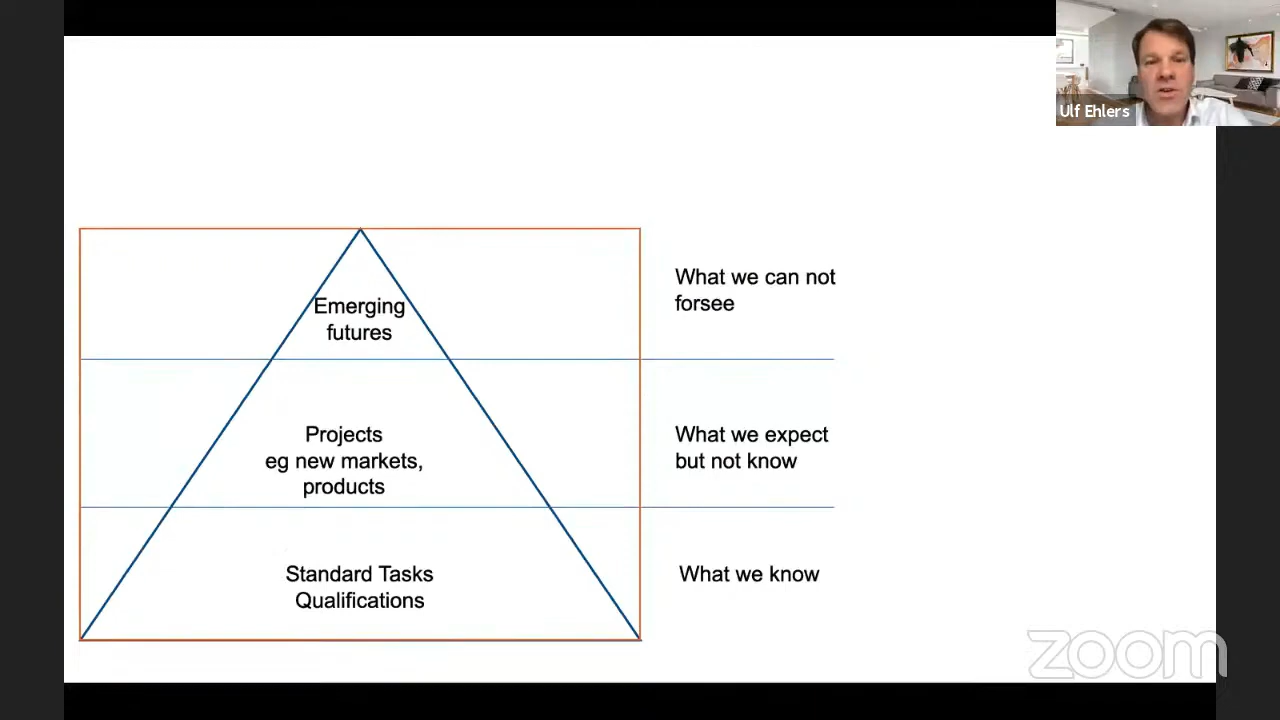 Ulf Ehlers
Emerging
futures
What we can not
forsee
Projects
eg new markets,
products
What we expect
but not know
Standard Tasks
Qualifications
What we know
zoom